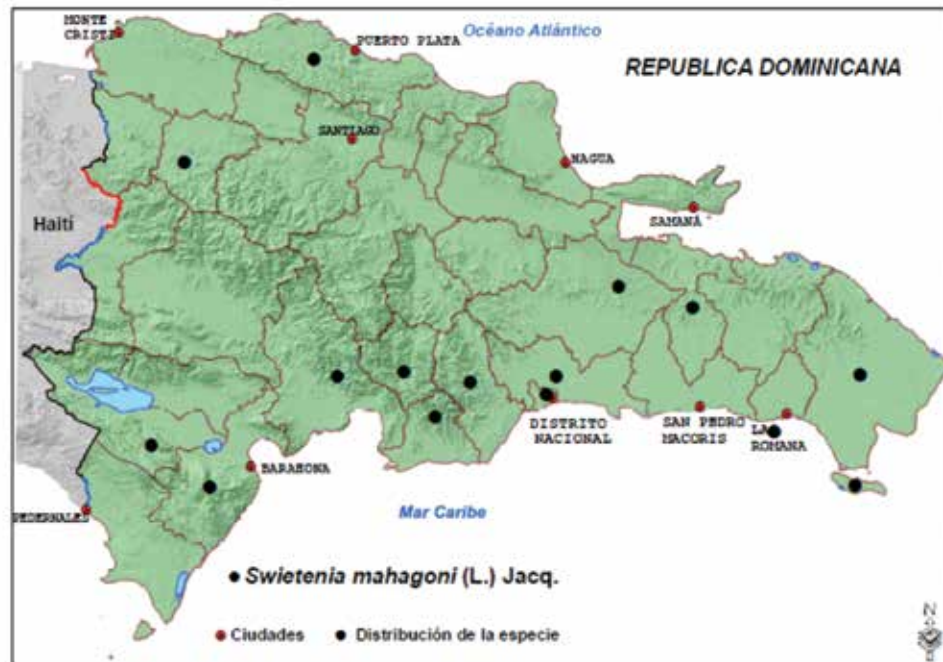 MONTE
CRISTI
PUERTO PLATA
Océano Atlántico
REPUBLICA DOMINICANA
SANTIAGO
NAGUA
Haití
SAMANÁ
DISTRITO
NACIONAL
SAN PEDRO
MACORIS
LA
ROMANA
BARAHONA
PEDERNALES
Mar Caribe
Swietenia mahagoni (L.) Jacq.
Ciudades
Distribución de la especie
N